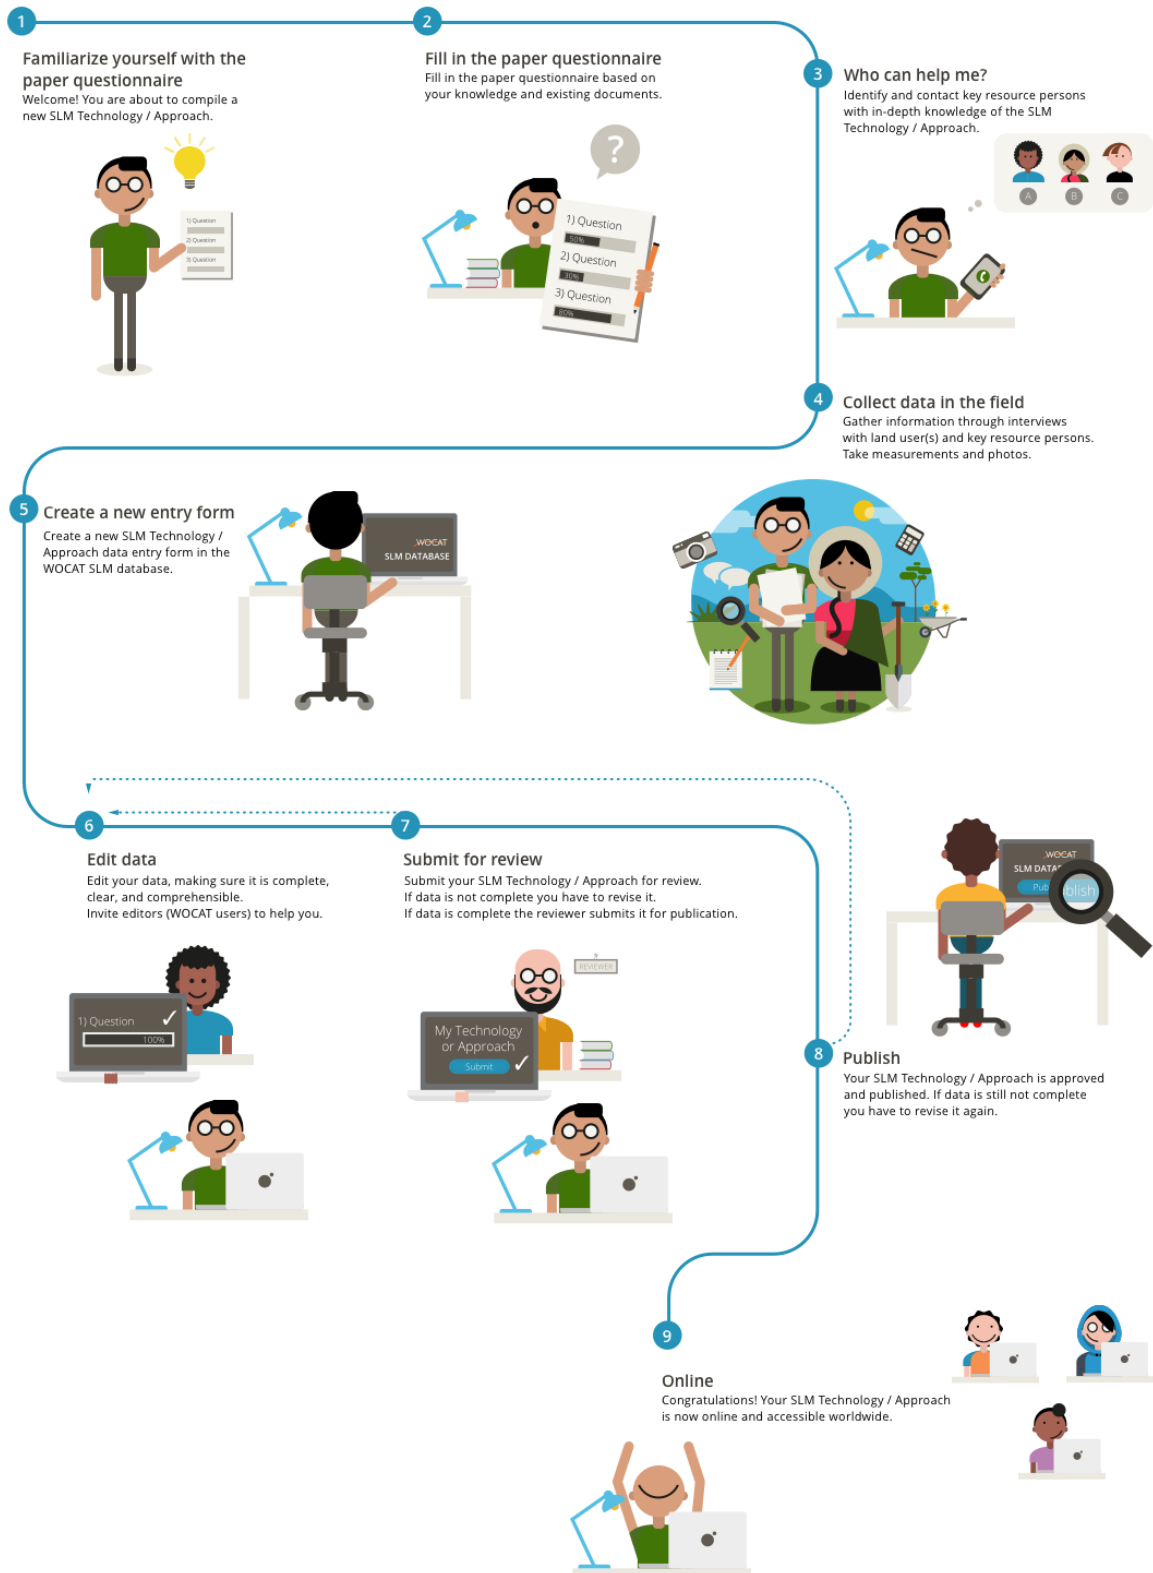 1
Familiarize yourself with the
paper questionnaire
Welcome! You are about to compile a
new SLM Technology / Approach.
1) Question
2) Question
3) Question
2
Fill in the paper questionnaire
Fill in the paper questionnaire based on
your knowledge and existing documents.
?
1) Question
50%
2) Question
30%
3) Question
80%
3
Who can help me?
Identify and contact key resource persons
with in-depth knowledge of the SLM
Technology / Approach.
A B C
4
Collect data in the field
Gather information through interviews
with land user(s) and key resource persons.
Take measurements and photos.
5
Create a new entry form
Create a new SLM Technology /
Approach data entry form in the
WOCAT SLM database.
WOCAT
SLM DATABASE
6
Edit data
Edit your data, making sure it is complete,
clear, and comprehensible.
Invite editors (WOCAT users) to help you.
1) Question
100%
7
Submit for review
Submit your SLM Technology / Approach for review.
If data is not complete you have to revise it.
If data is complete the reviewer submits it for publication.
REVIEWER
My Technology
or Approach
Submit
WOCAT
SLM DATA
Pub
blish
8
Publish
Your SLM Technology / Approach is approved
and published. If data is still not complete
you have to revise it again.
9
Online
Congratulations! Your SLM Technology / Approach
is now online and accessible worldwide.